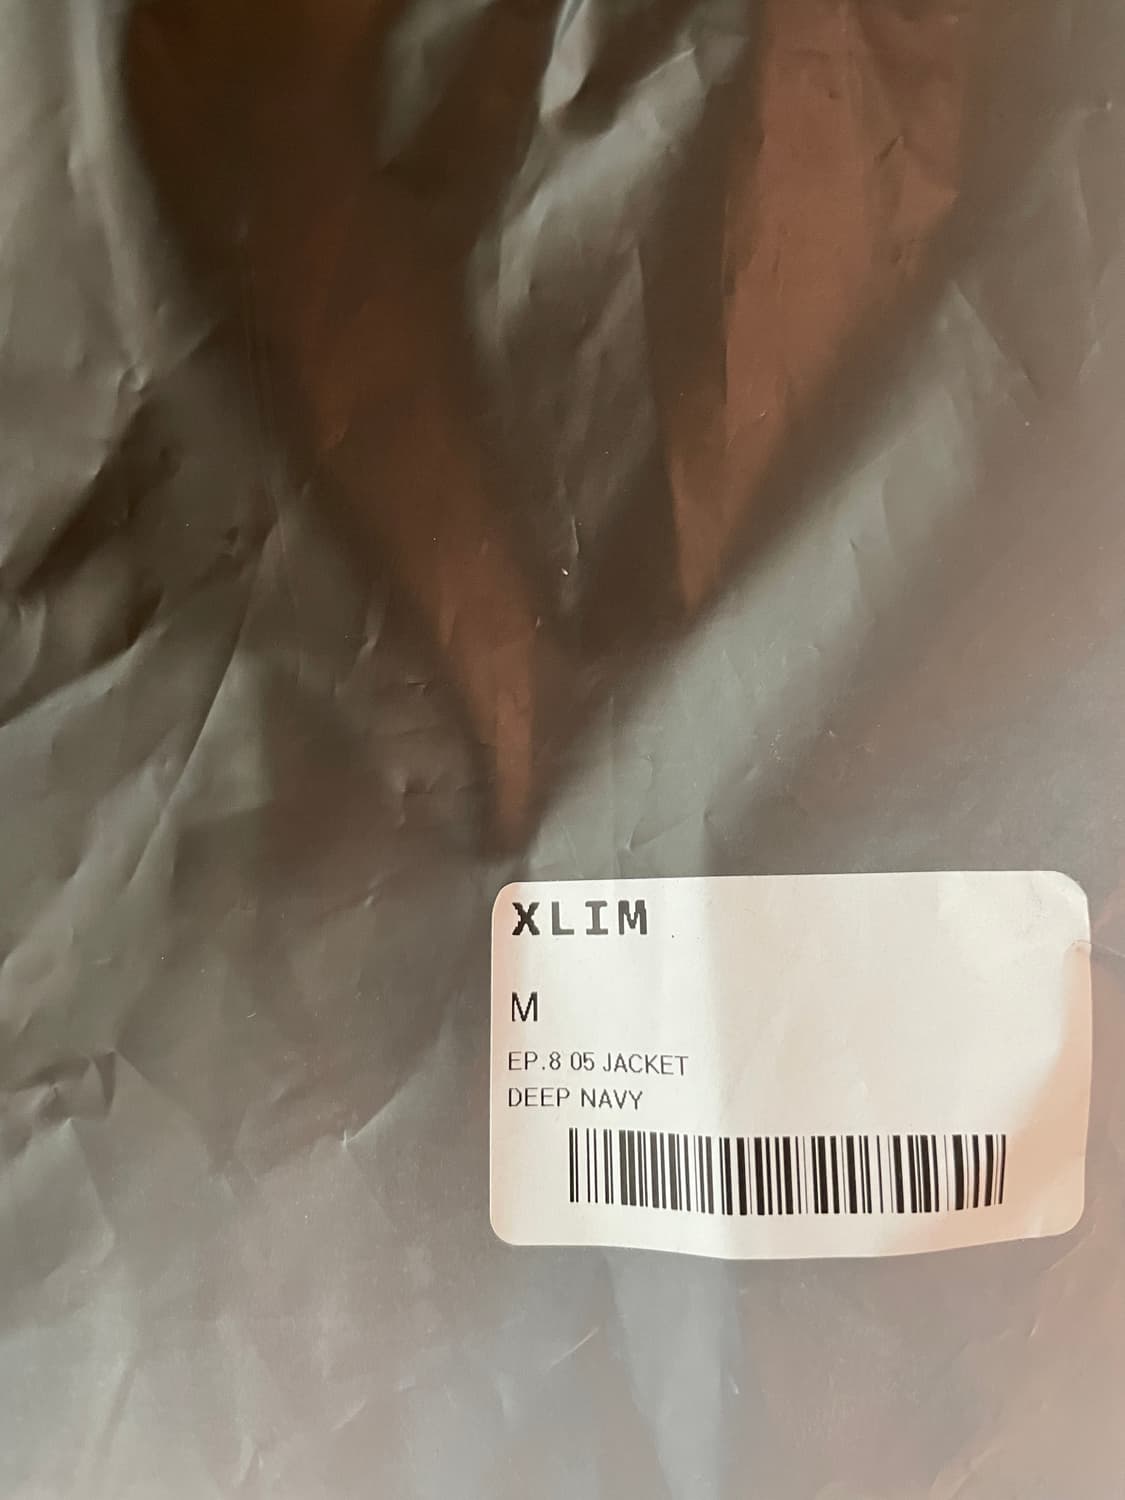 XLIM
M
EP.8 05 JACKET
DEEP NAVY